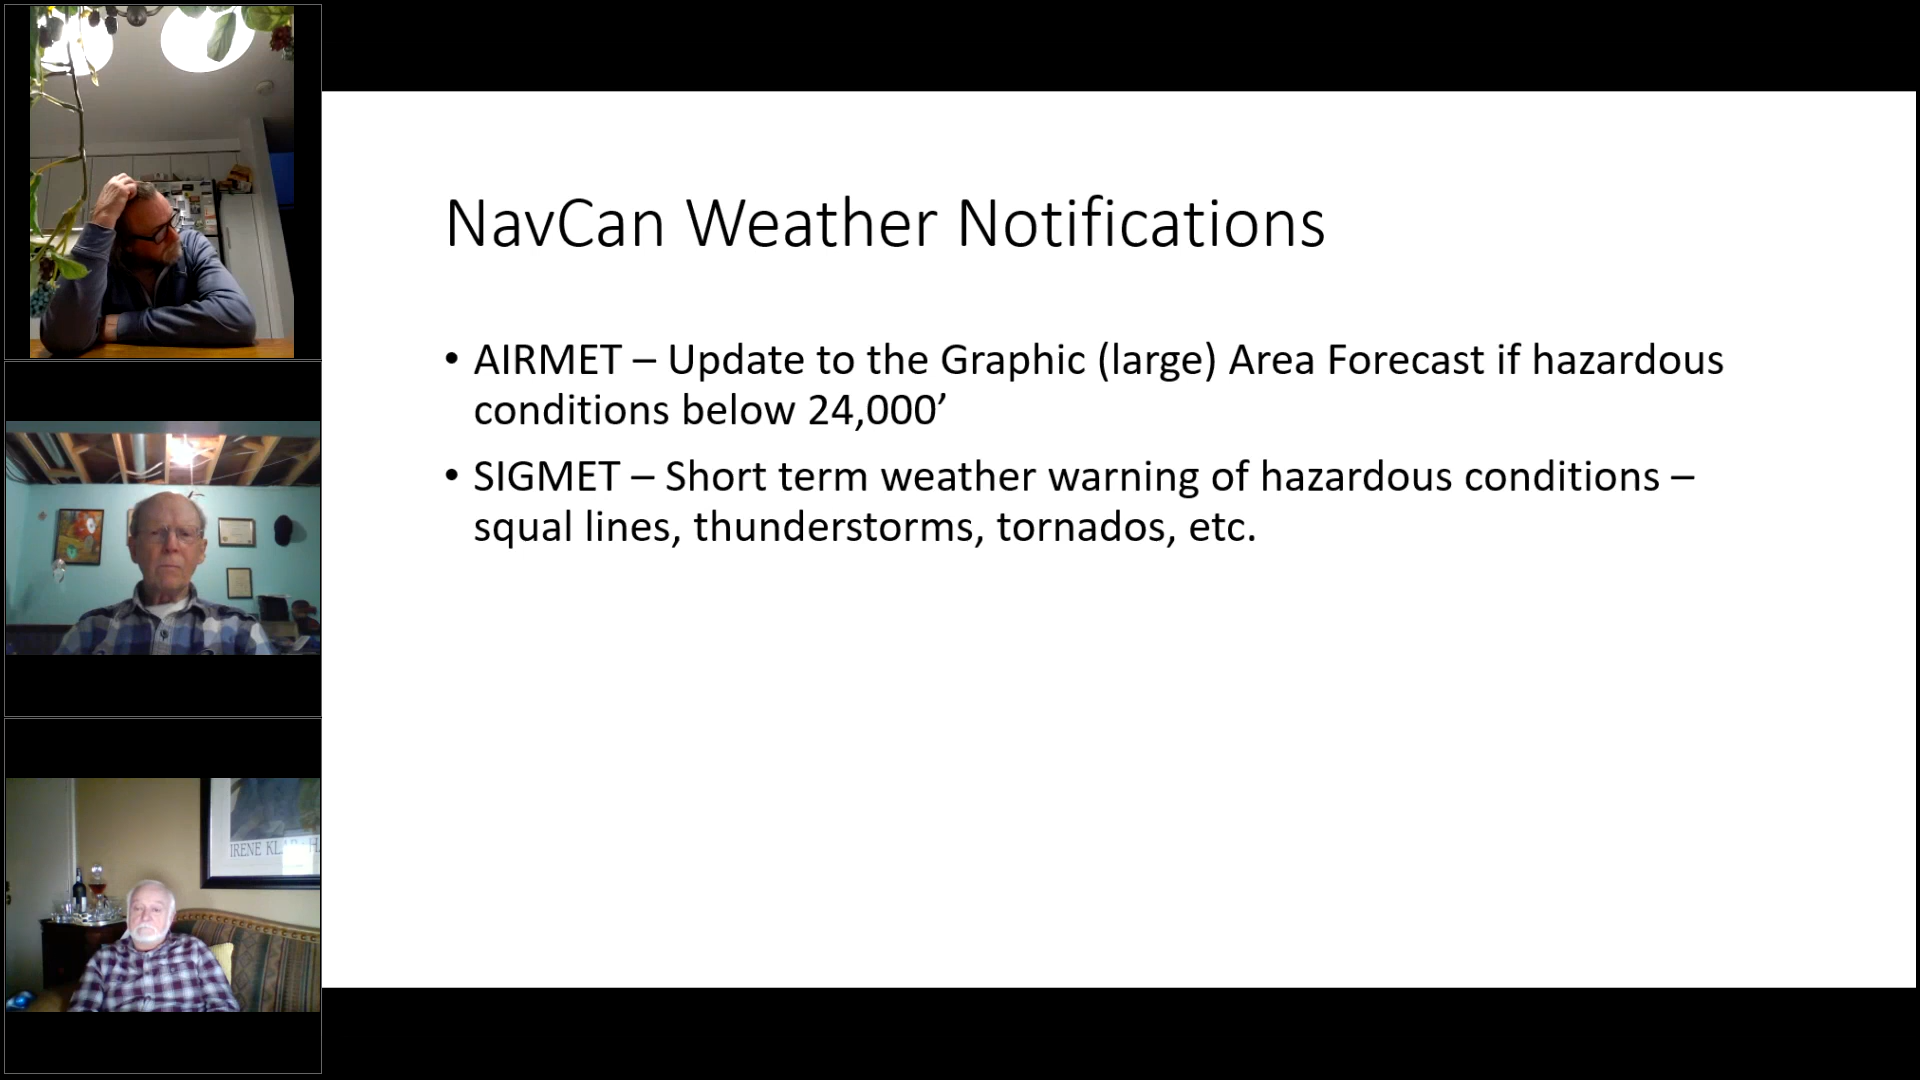 NavCan Weather Notifications
• AIRMET – Update to the Graphic (large) Area Forecast if hazardous
conditions below 24,000’
• SIGMET – Short term weather warning of hazardous conditions –
squal lines, thunderstorms, tornados, etc.
IRENE